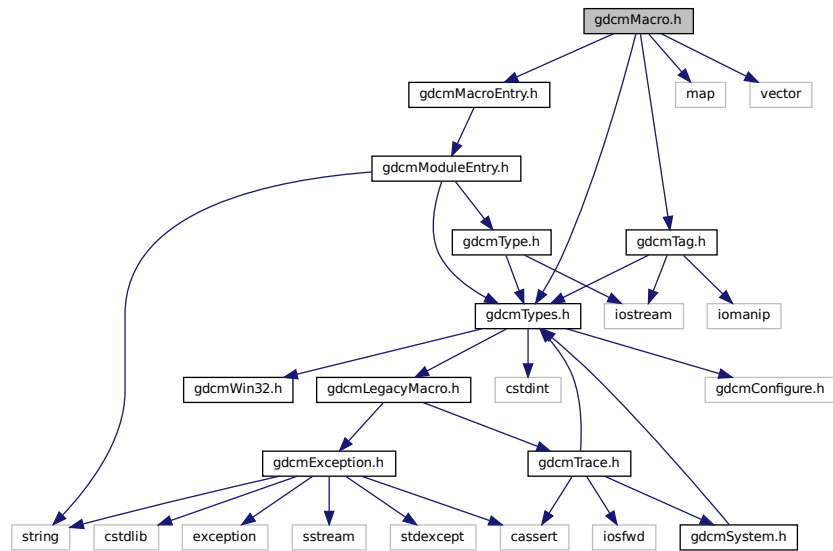 gdcmMacro.h
gdcmMacroEntry.h
map
vector
gdcmModuleEntry.h
gdcmType.h
gdcmTag.h
gdcmTypes.h
iostream
iomanip
gdcmWin32.h
gdcmLegacyMacro.h
cstdint
gdcmConfigure.h
gdcmException.h
gdcmTrace.h
string
cstdlib
exception
sstream
stdexcept
cassert
iosfwd
gdcmSystem.h